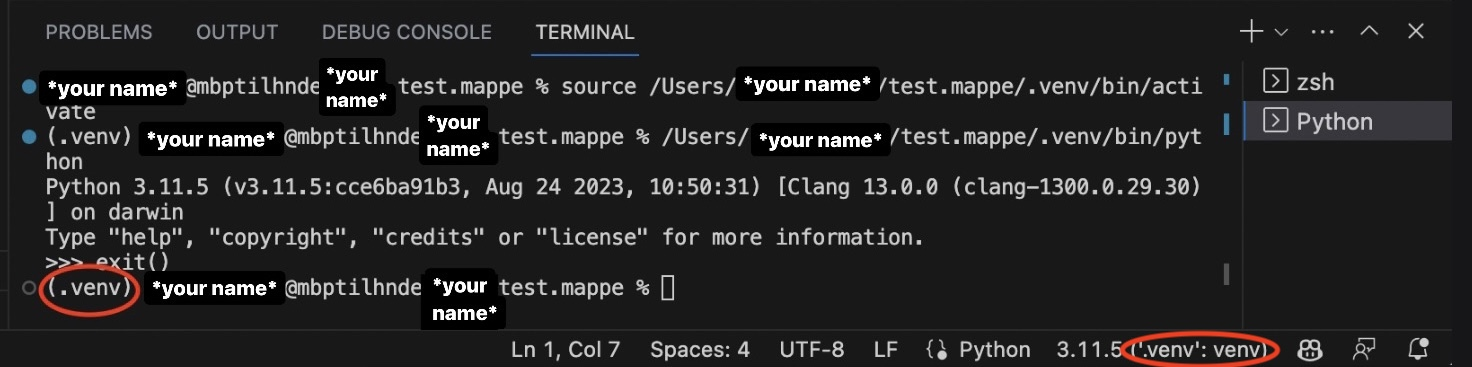 PROBLEMS OUTPUT DEBUG CONSOLE TERMINAL
*your name* @mbptilhnde *your name* test.mappe % source /Users/ *your name* /test.mappe/.venv/bin/acti
vate
(.venv) *your name* @mbptilhnde *your name* test.mappe % /Users/ *your name* /test.mappe/.venv/bin/pyt
hon
Python 3.11.5 (v3.11.5:cce6ba91b3, Aug 24 2023, 10:50:31) [Clang 13.0.0 (clang-1300.0.29.30)
] on darwin
Type "help", "copyright", "credits" or "license" for more information.
>>> exit()
(.venv) *your name* @mbptilhnde *your name* test.mappe %
zsh
Python
Ln 1, Col 7 Spaces: 4 UTF-8 LF Python 3.11.5 ('.venv': venv)